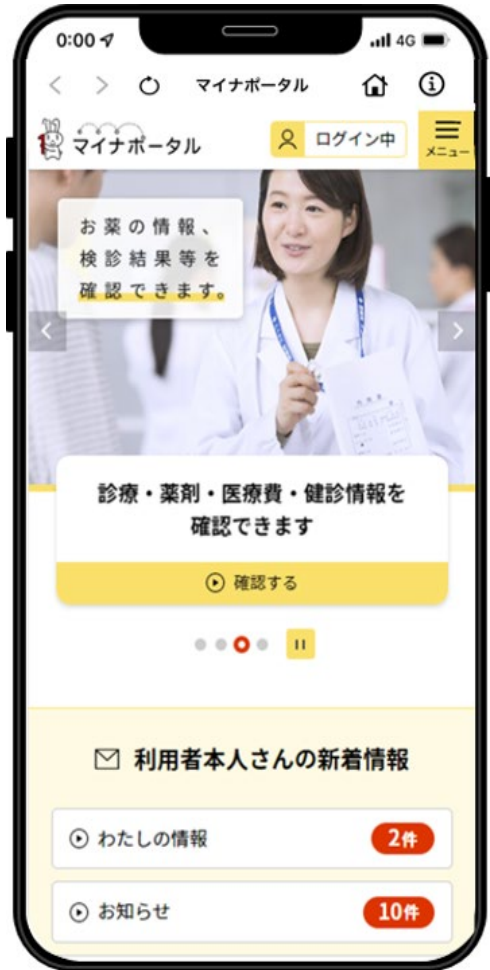 0:00
4G
マイナポータル
マイナポータル
ログイン中
メニュー
お薬の情報、
検診結果等を
確認できます。
診療・薬剤・医療費・健診情報を
確認できます
確認する
利用者本人さんの新着情報
わたしの情報
2件
お知らせ
10件